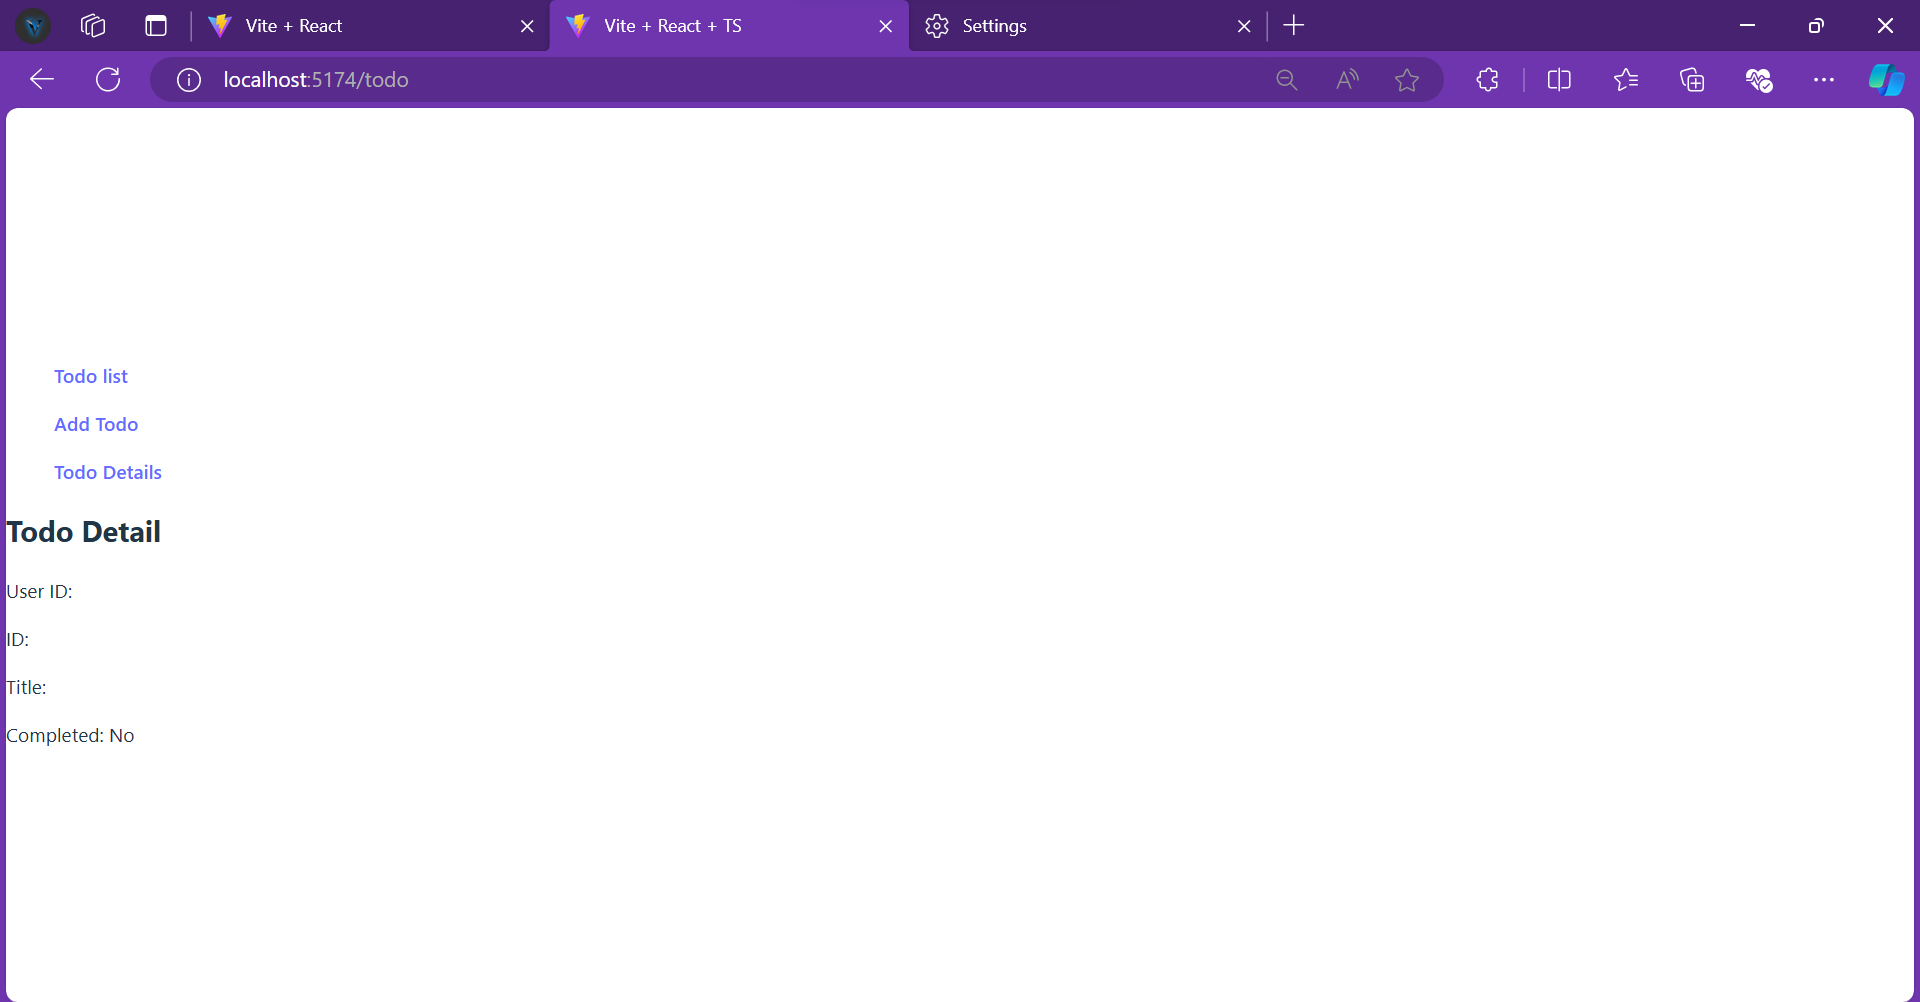 Vite + React
Vite + React + TS
Settings
localhost:5174/todo
Todo list
Add Todo
Todo Details
Todo Detail
User ID:
ID:
Title:
Completed: No